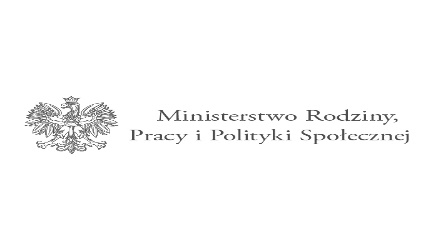 Ministerstwo Rodziny,
Pracy i Polityki Społecznej